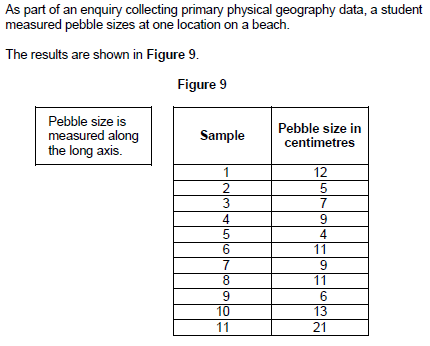 As part of an enquiry collecting primary physical geography data, a student
measured pebble sizes at one location on a beach.
The results are shown in Figure 9.
Figure 9
Pebble size is
measured along
the long axis.
Sample Pebble size in centimetres
1 12
2 5
3 7
4 9
5 4
6 11
7 9
8 11
9 6
10 13
11 21